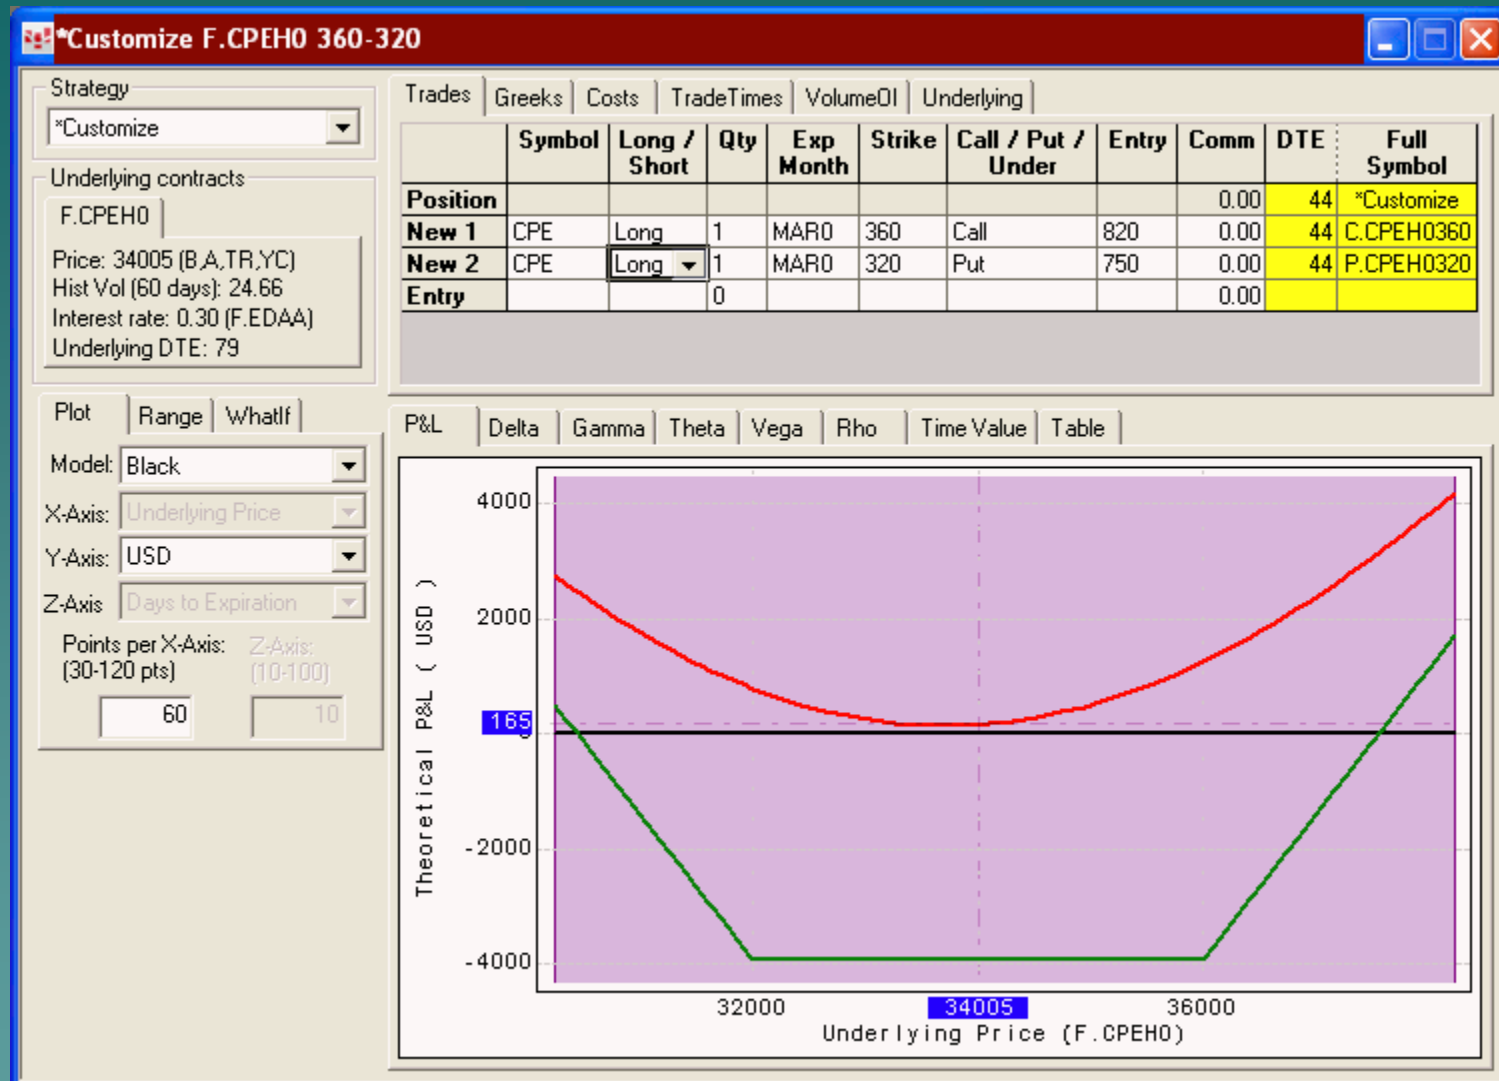 *Customize F.CPEH0 360-320
Strategy
*Customize
Underlying contracts
F.CPEH0
Price: 34005 (B,A,TR,YC)
Hist Vol (60 days): 24.66
Interest rate: 0.30 (F.EDAA)
Underlying DTE: 79
Trades Greeks Costs TradeTimes VolumeOI Underlying
Symbol Long / Short Qty Exp Month Strike Call / Put / Under Entry Comm DTE Full Symbol
Position 0.00 44 *Customize
New 1 CPE Long 1 MAR0 360 Call 820 0.00 44 C.CPEH0360
New 2 CPE Long 1 MAR0 320 Put 750 0.00 44 P.CPEH0320
Entry 0 0.00
Plot Range WhatIf
Model: Black
X-Axis: Underlying Price
Y-Axis: USD
Z-Axis Days to Expiration
Points per X-Axis: Z-Axis:
(30-120 pts) (10-100)
60 10
P&L Delta Gamma Theta Vega Rho Time Value Table
Theoretical P&L ( USD )
4000
2000
165
0
-2000
-4000
32000 34005 36000
Underlying Price (F.CPEH0)